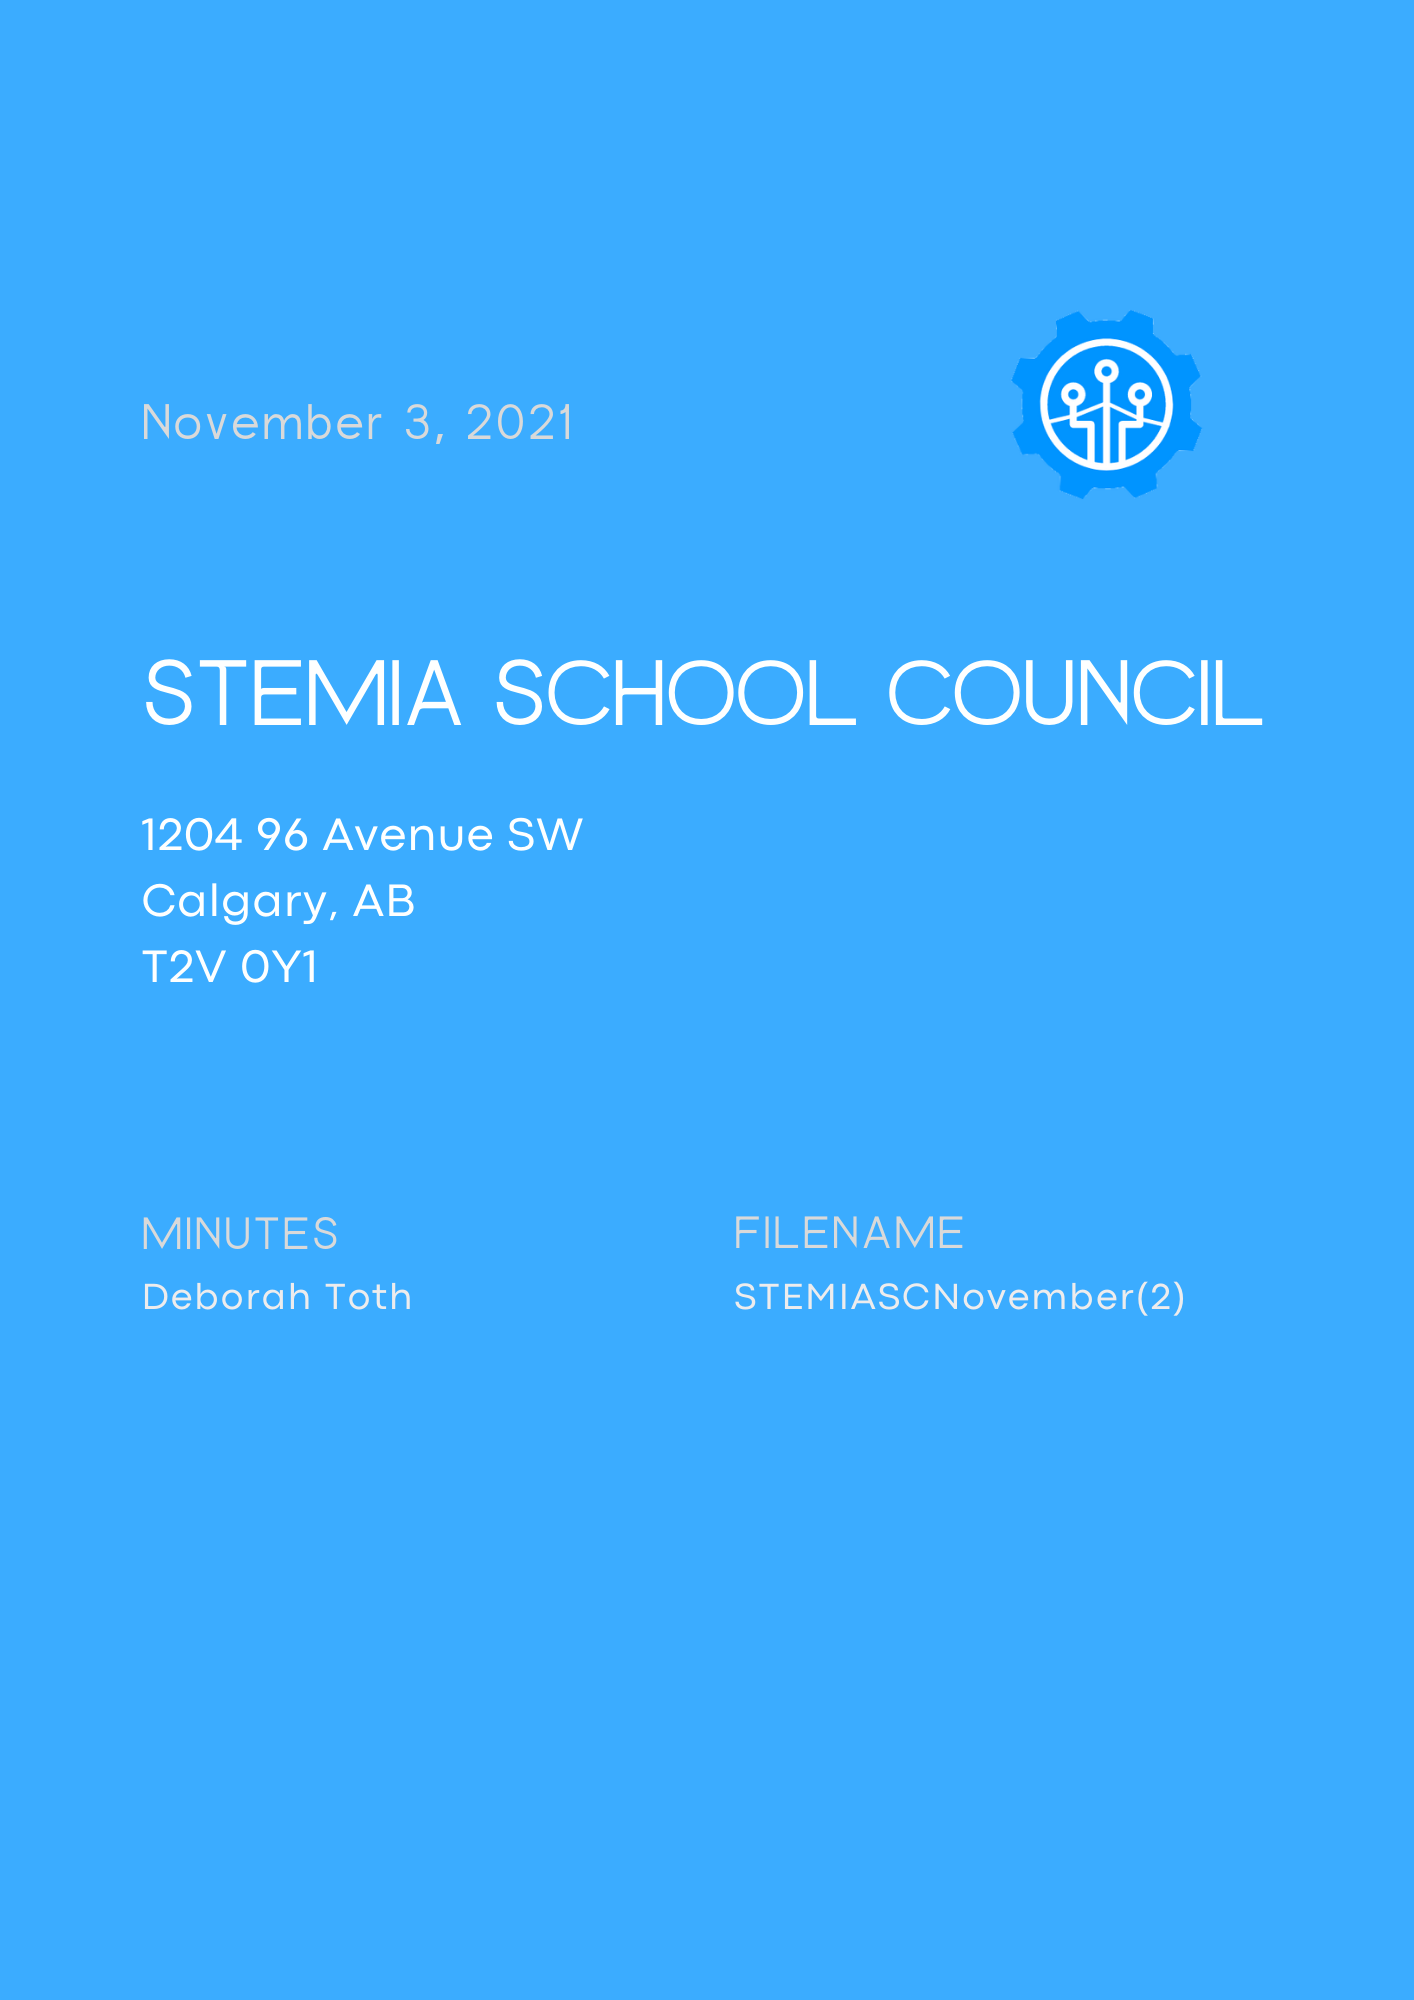 November 3, 2021
STEMIA SCHOOL COUNCIL
1204 96 Avenue SW
Calgary, AB
T2V 0Y1
MINUTES
Deborah Toth
FILENAME
STEMIASCNovember(2)